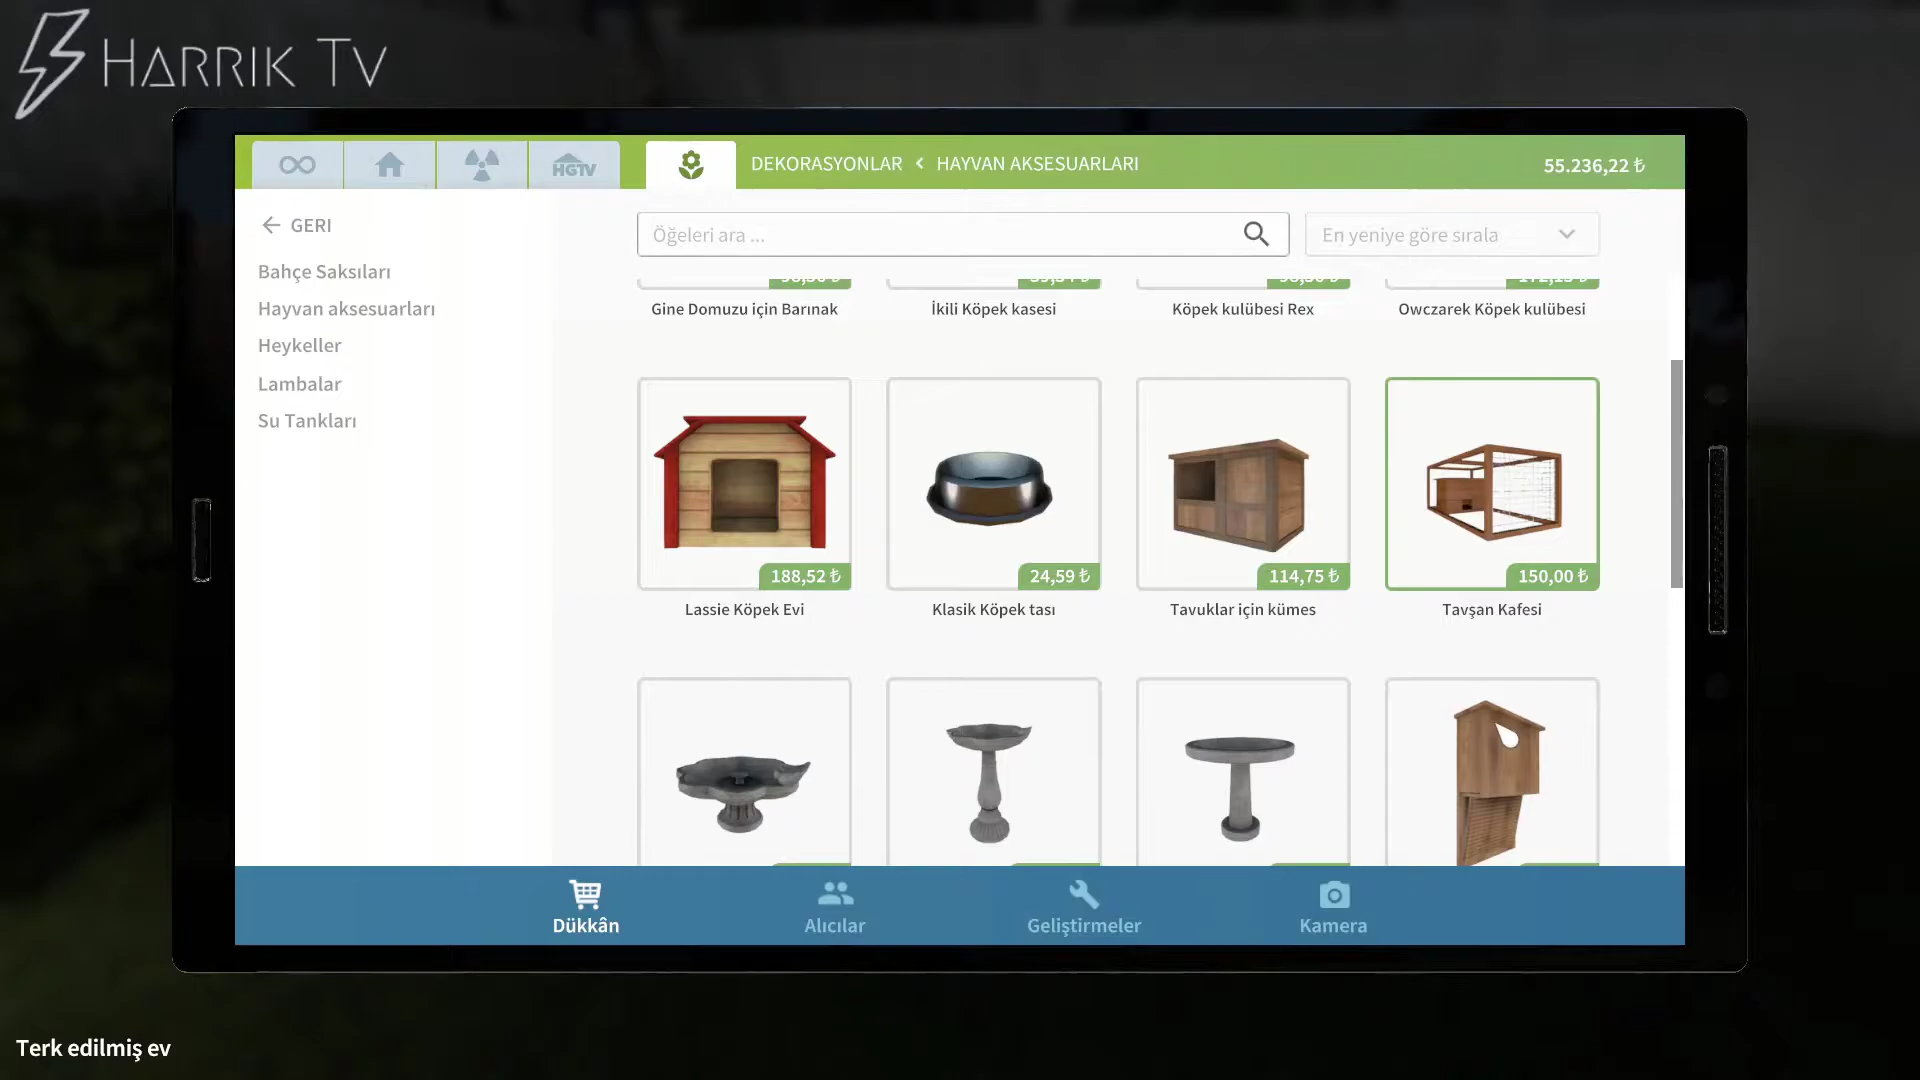 HARRIK TV
HGTV
DEKORASYONLAR < HAYVAN AKSESUARLARI
55.236,22 ₺
GERI
Öğeleri ara ...
En yeniye göre sırala
Bahçe Saksıları
Hayvan aksesuarları
Heykeller
Lambalar
Su Tankları
Gine Domuzu için Barınak
İkili Köpek kasesi
Köpek kulübesi Rex
Owczarek Köpek kulübesi
188,52 ₺
24,59 ₺
114,75 ₺
150,00 ₺
Lassie Köpek Evi
Klasik Köpek tası
Tavuklar için kümes
Tavşan Kafesi
Dükkân
Alıcılar
Geliştirmeler
Kamera
Terk edilmiş ev